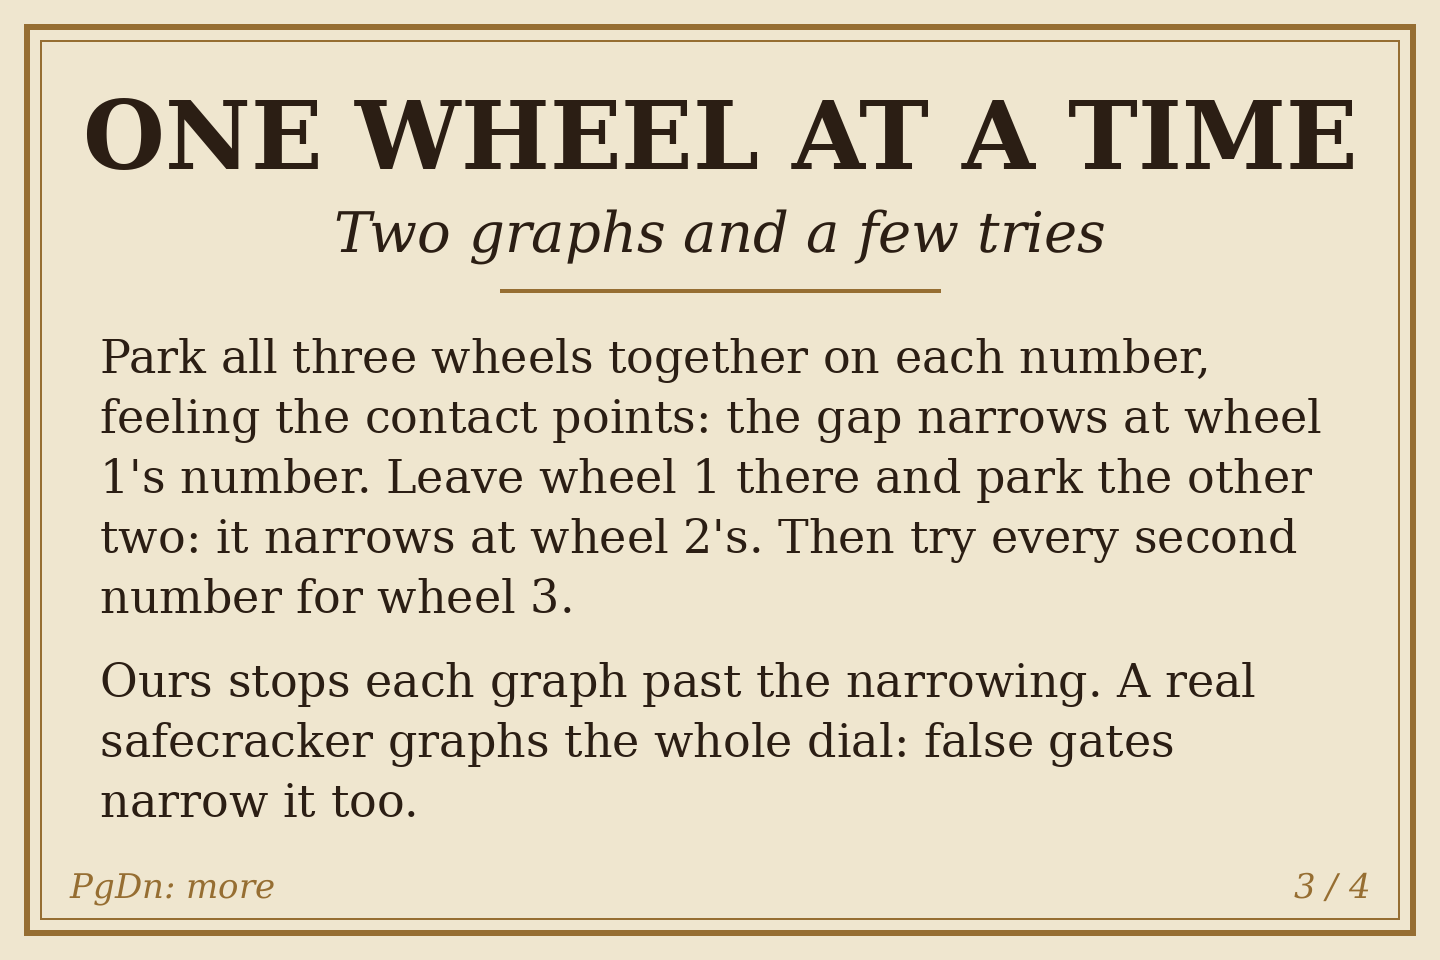 ONE WHEEL AT A TIME
Two graphs and a few tries
Park all three wheels together on each number,
feeling the contact points: the gap narrows at wheel
1's number. Leave wheel 1 there and park the other
two: it narrows at wheel 2's. Then try every second
number for wheel 3.
Ours stops each graph past the narrowing. A real
safecracker graphs the whole dial: false gates
narrow it too.
PgDn: more
3 / 4